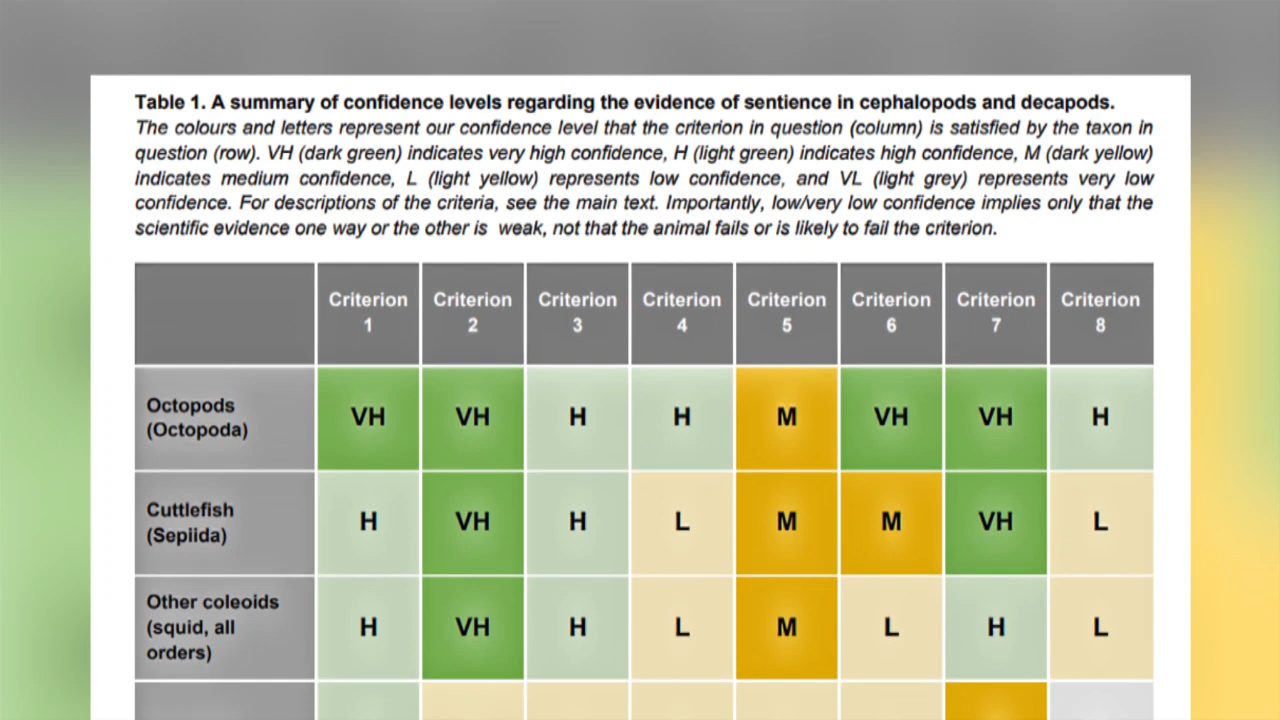 Table 1. A summary of confidence levels regarding the evidence of sentience in cephalopods and decapods.
The colours and letters represent our confidence level that the criterion in question (column) is satisfied by the taxon in
question (row). VH (dark green) indicates very high confidence, H (light green) indicates high confidence, M (dark yellow)
indicates medium confidence, L (light yellow) represents low confidence, and VL (light grey) represents very low
confidence. For descriptions of the criteria, see the main text. Importantly, low/very low confidence implies only that the
scientific evidence one way or the other is weak, not that the animal fails or is likely to fail the criterion.
Criterion 1 Criterion 2 Criterion 3 Criterion 4 Criterion 5 Criterion 6 Criterion 7 Criterion 8
Octopods
(Octopoda)
VH VH H H M VH VH H
Cuttlefish
(Sepiida)
H VH H L M M VH L
Other coleoids
(squid, all
orders)
H VH H L M L H L